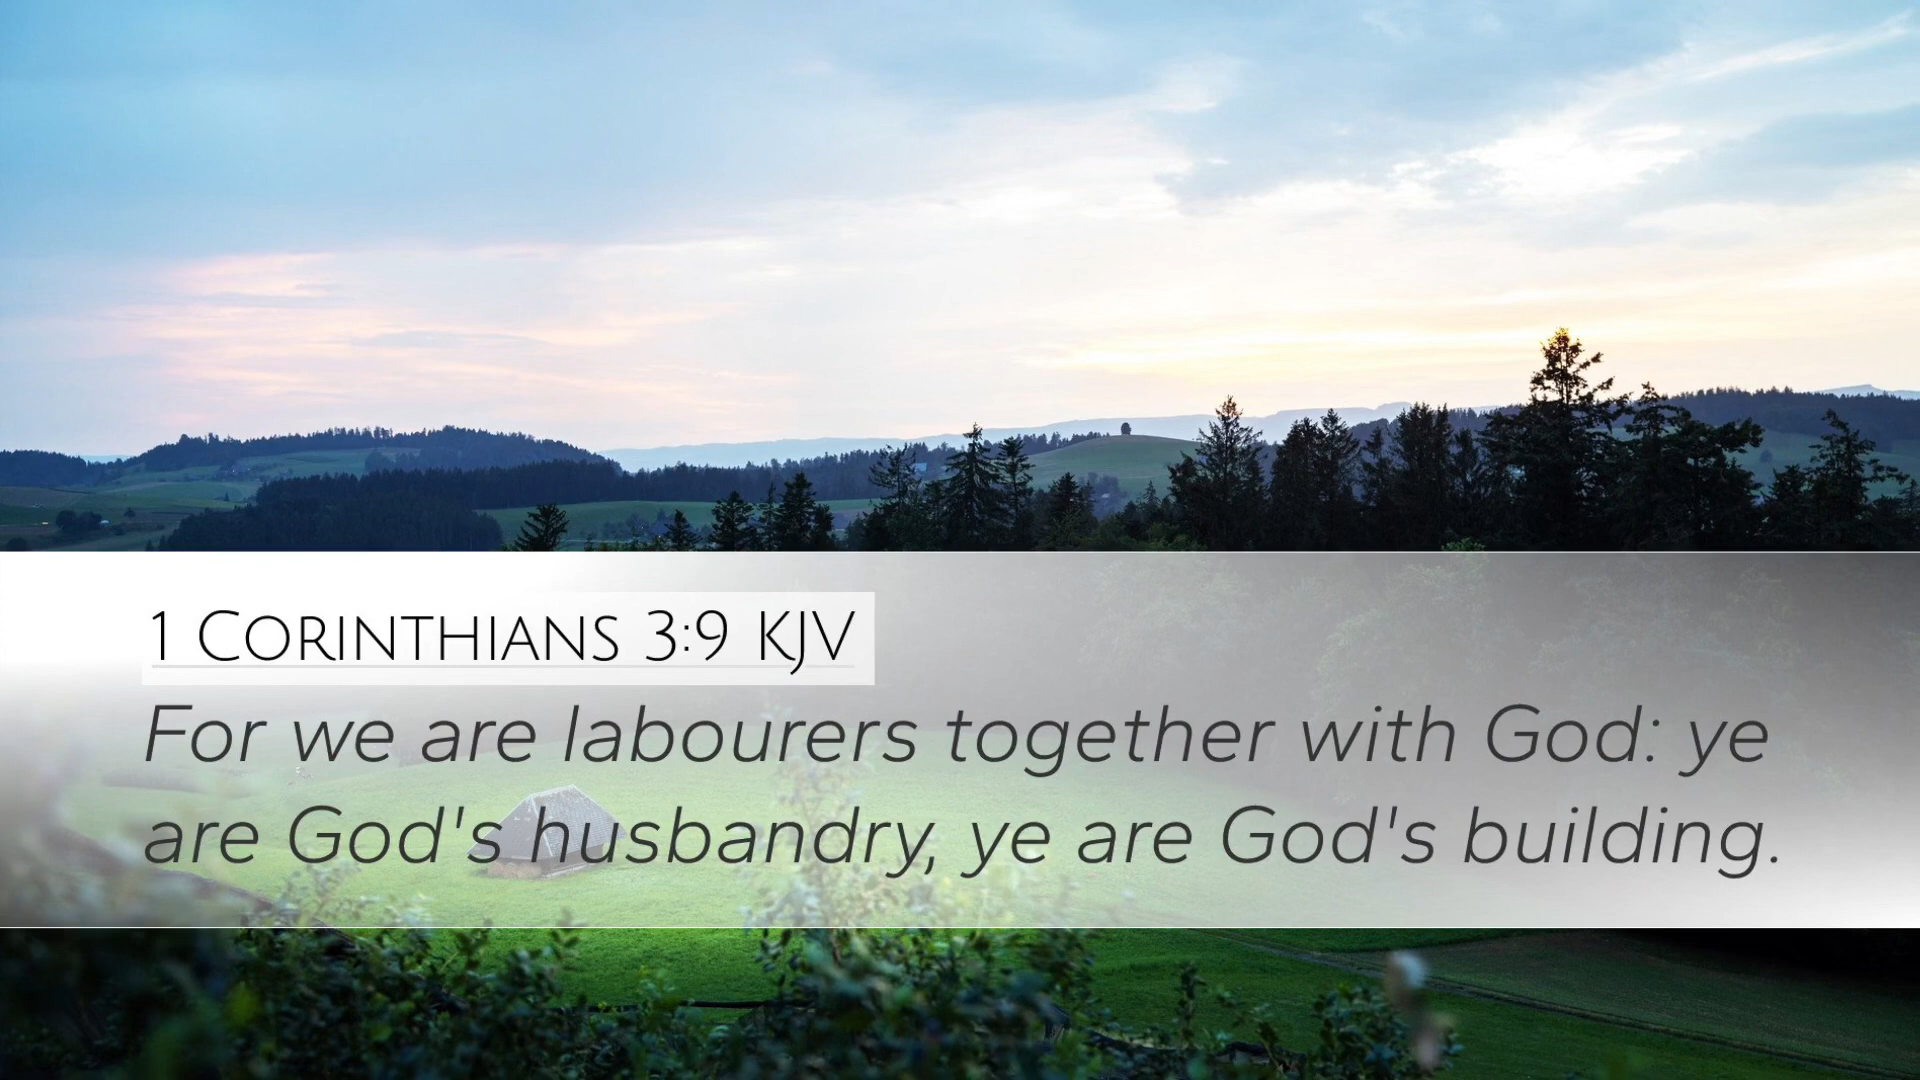 1 Corinthians 3:9 KJV
For we are labourers together with God: ye
are God's husbandry, ye are God's building.